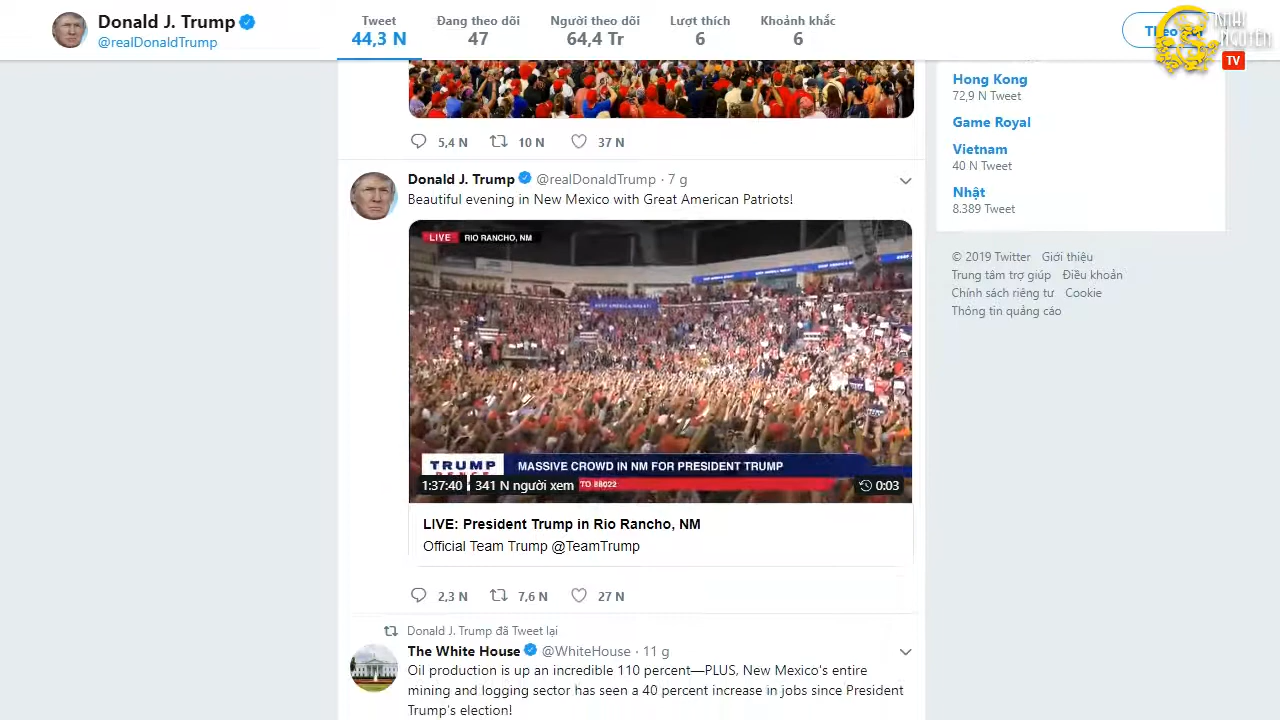 Donald J. Trump
@realDonaldTrump
Tweet
44,3 N
Đang theo dõi
47
Người theo dõi
64,4 Tr
Lượt thích
6
Khoảnh khắc
6
NGUYEN
TV
5,4 N
10 N
37 N
Donald J. Trump @realDonaldTrump · 7 g
Beautiful evening in New Mexico with Great American Patriots!
LIVE RIO RANCHO, NM
KEEP AMERICA GREAT!
TRUMP
PENCE
MASSIVE CROWD IN NM FOR PRESIDENT TRUMP
TO 88022
1:37:40
341 N người xem
0:03
LIVE: President Trump in Rio Rancho, NM
Official Team Trump @TeamTrump
2,3 N
7,6 N
27 N
Donald J. Trump đã Tweet lại
The White House @WhiteHouse · 11 g
Oil production is up an incredible 110 percent—PLUS, New Mexico's entire
mining and logging sector has seen a 40 percent increase in jobs since President
Trump's election!
Hong Kong
72,9 N Tweet
Game Royal
Vietnam
40 N Tweet
Nhật
8.389 Tweet
© 2019 Twitter Giới thiệu
Trung tâm trợ giúp Điều khoản
Chính sách riêng tư Cookie
Thông tin quảng cáo